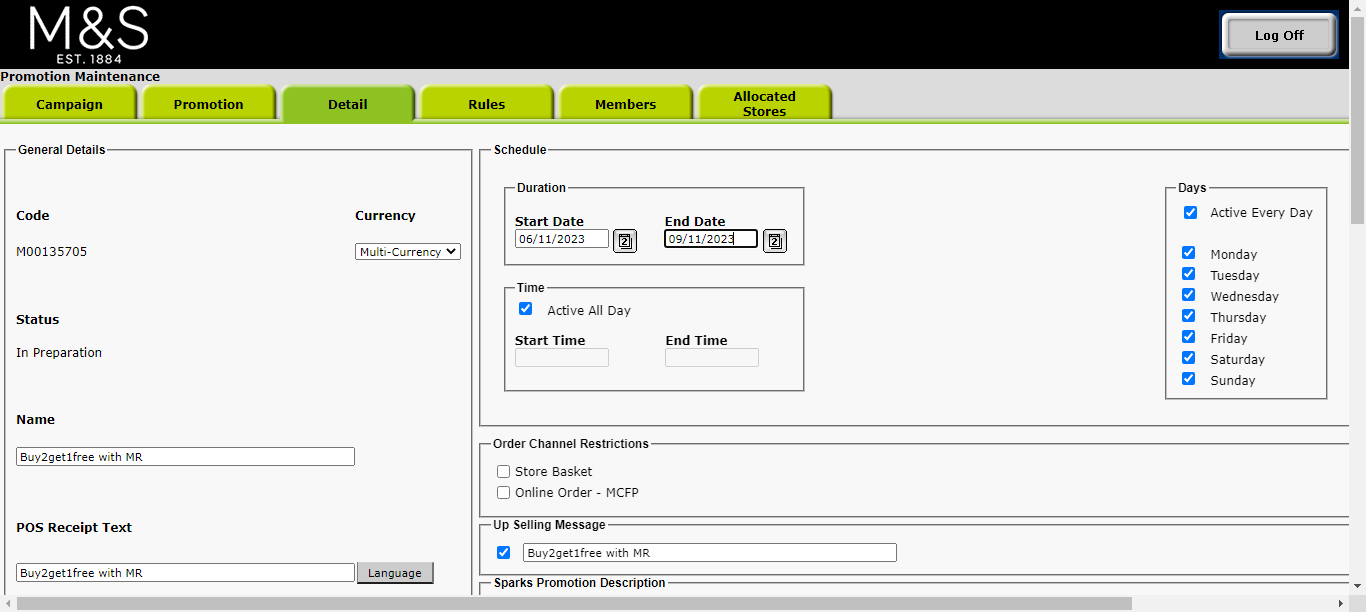 M&S
EST. 1884
Log Off
Promotion Maintenance
Campaign
Promotion
Detail
Rules
Members
Allocated
Stores
General Details
Code
Currency
M00135705
Multi-Currency
Status
In Preparation
Name
Buy2get1free with MR
POS Receipt Text
Buy2get1free with MR
Language
Schedule
Duration
Start Date
End Date
06/11/2023
2
09/11/2023
2
Time
Active All Day
Start Time
End Time
Days
Active Every Day
Monday
Tuesday
Wednesday
Thursday
Friday
Saturday
Sunday
Order Channel Restrictions
Store Basket
Online Order - MCFP
Up Selling Message
Buy2get1free with MR
Sparks Promotion Description